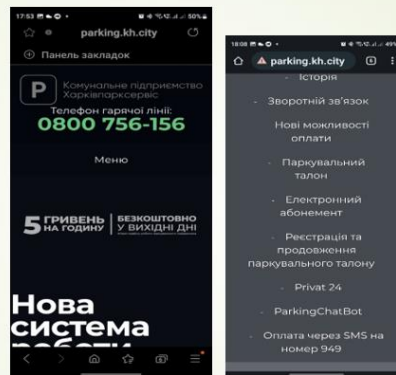 17:53
50%
parking.kh.city
Панель закладок
P
Комунальне підприємство
Харківпарксервіс
Телефон гарячої лінії:
0800 756-156
Меню
5 ГРИВЕНЬ НА ГОДИНУ
БЕЗКОШТОВНО У ВИХІДНІ ДНІ
Нова
система
роботи
18:08
49%
parking.kh.city
Історія
Зворотній зв'язок
Нові можливості
оплати
Паркувальний
талон
Електронний
абонемент
Реєстрація та
продовження
паркувального талону
Privat 24
ParkingChatBot
Оплата через SMS на
номер 949